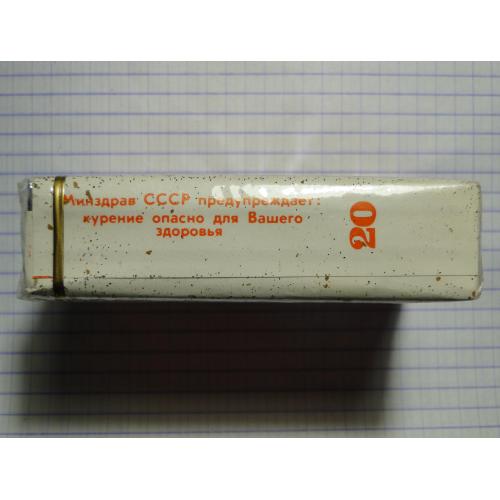 Минздрав СССР предупреждает:
курение опасно для Вашего
здоровья
20